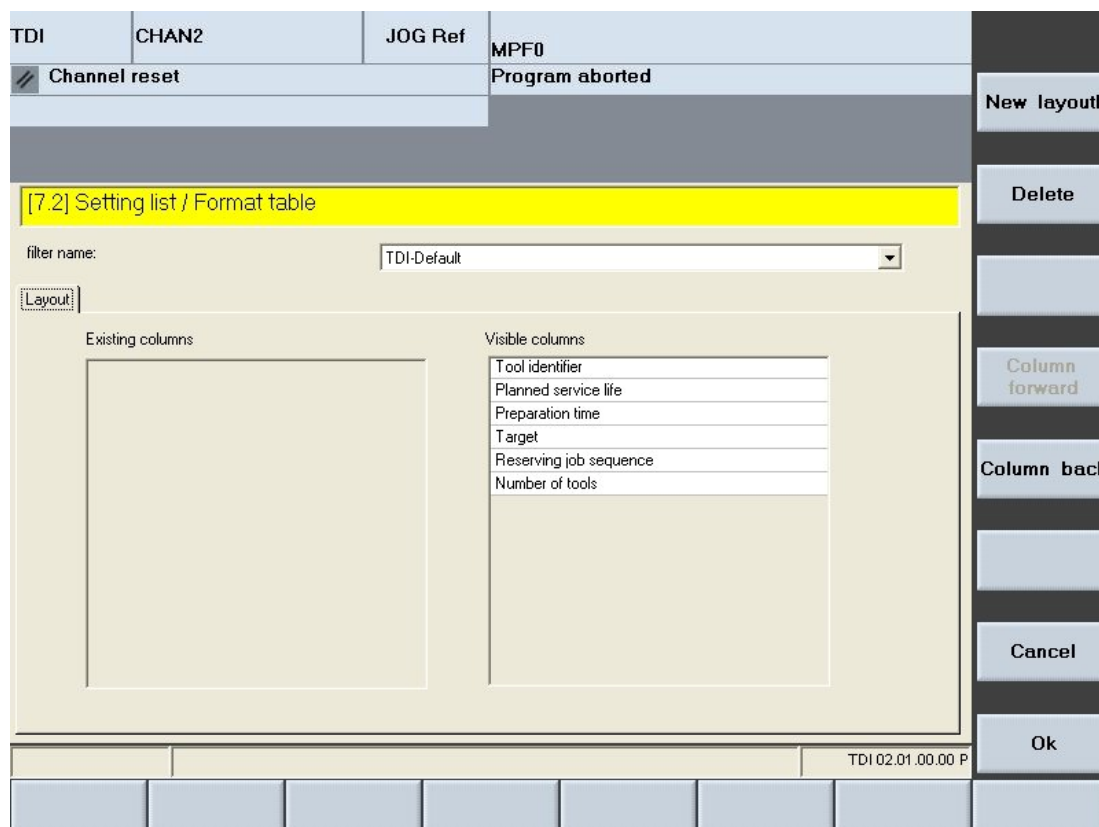 TDI
CHAN2
JOG Ref
MPF0
Channel reset
Program aborted
New layout
[7.2] Setting list / Format table
Delete
filter name:
TDI-Default
Layout
Existing columns
Visible columns
Tool identifier
Planned service life
Preparation time
Target
Reserving job sequence
Number of tools
Column
forward
Column bac
Cancel
Ok
TDI 02.01.00.00 P